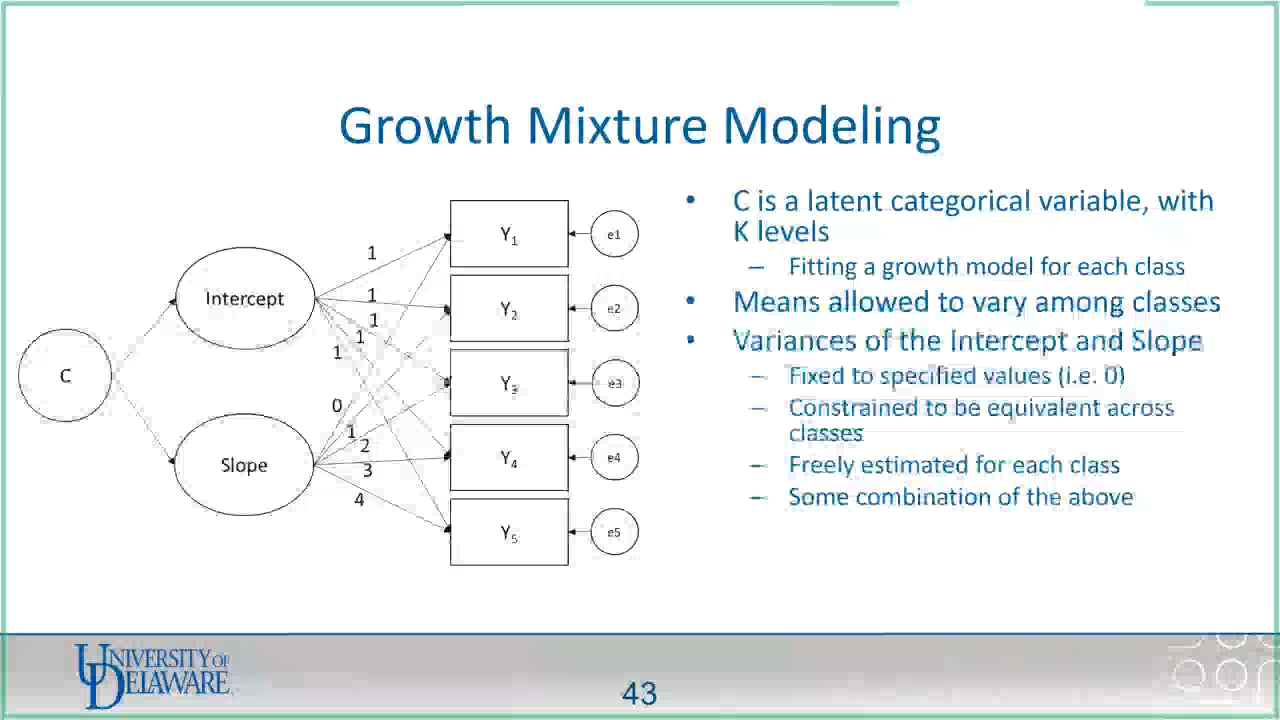 Growth Mixture Modeling
C
Intercept
Slope
1
1
1
1
1
0
1
2
3
4
Y1
Y2
Y3
Y4
Y5
e1
e2
e3
e4
e5
• C is a latent categorical variable, with
K levels
– Fitting a growth model for each class
• Means allowed to vary among classes
• Variances of the Intercept and Slope
– Fixed to specified values (i.e. 0)
– Constrained to be equivalent across
classes
– Freely estimated for each class
– Some combination of the above
UNIVERSITY OF
DELAWARE
43